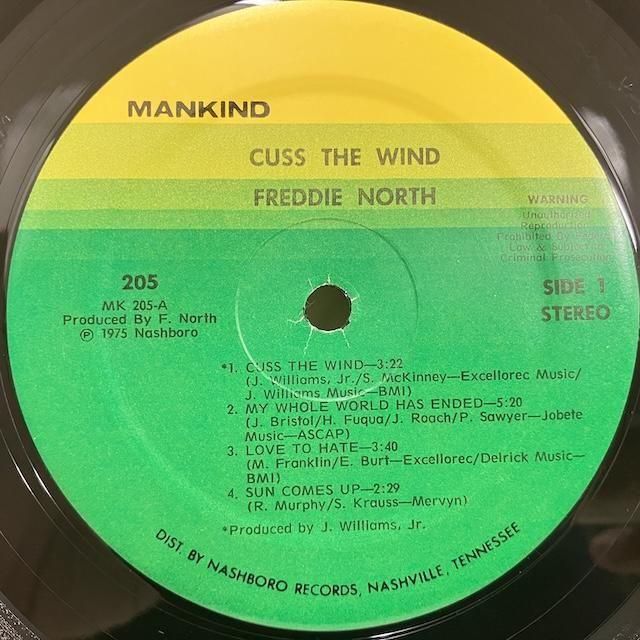 MANKIND
CUSS THE WIND
FREDDIE NORTH
WARNING
Unauthorized
Reproduction
Prohibited By Federal
Law & Subject to
Criminal Prosecution
205
MK 205-A
Produced By F. North
Ⓟ 1975 Nashboro
SIDE 1
STEREO
*1. CUSS THE WIND—3:22
(J. Williams, Jr./S. McKinney—Excellorec Music/
J. Williams Music—BMI)
2. MY WHOLE WORLD HAS ENDED—5:20
(J. Bristol/H. Fuqua/J. Roach/P. Sawyer—Jobete
Music—ASCAP)
3. LOVE TO HATE—3:40
(M. Franklin/E. Burt—Excellorec/Delrick Music—
BMI)
4. SUN COMES UP—2:29
(R. Murphy/S. Krauss—Mervyn)
*Produced by J. Williams, Jr.
DIST. BY NASHBORO RECORDS, NASHVILLE, TENNESSEE